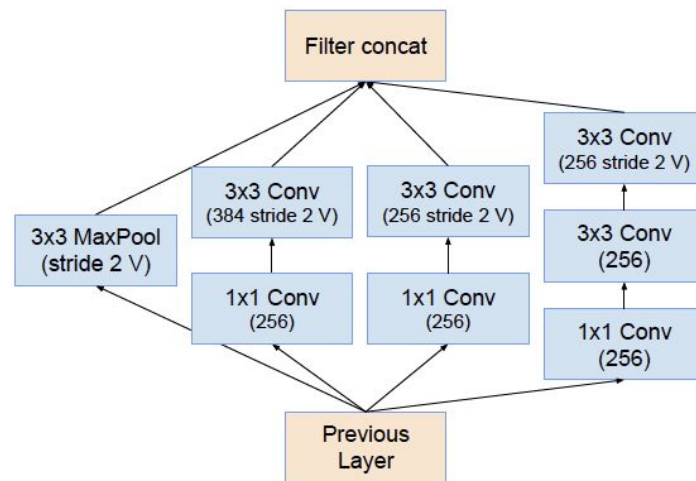 Filter concat
3x3 MaxPool
(stride 2 V)
3x3 Conv
(384 stride 2 V)
1x1 Conv
(256)
3x3 Conv
(256 stride 2 V)
1x1 Conv
(256)
3x3 Conv
(256 stride 2 V)
3x3 Conv
(256)
1x1 Conv
(256)
Previous
Layer